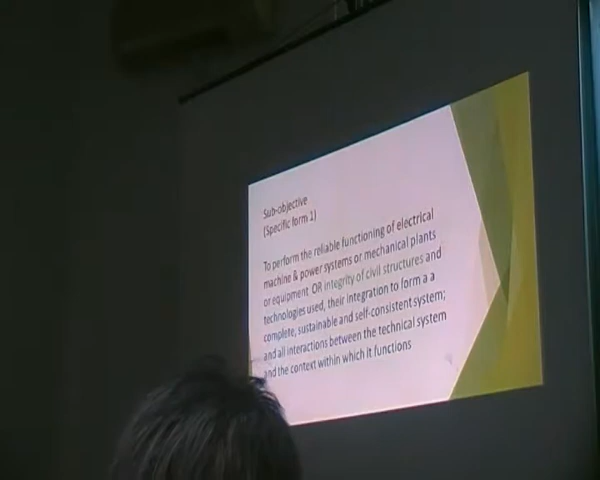 Sub-objective
(Specific form 1)
To perform the reliable functioning of electrical
machine & power systems or mechanical plants
or equipment OR integrity of civil structures and
technologies used, their integration to form a a
complete, sustainable and self-consistent system;
and all interactions between the technical system
and the context within which it functions